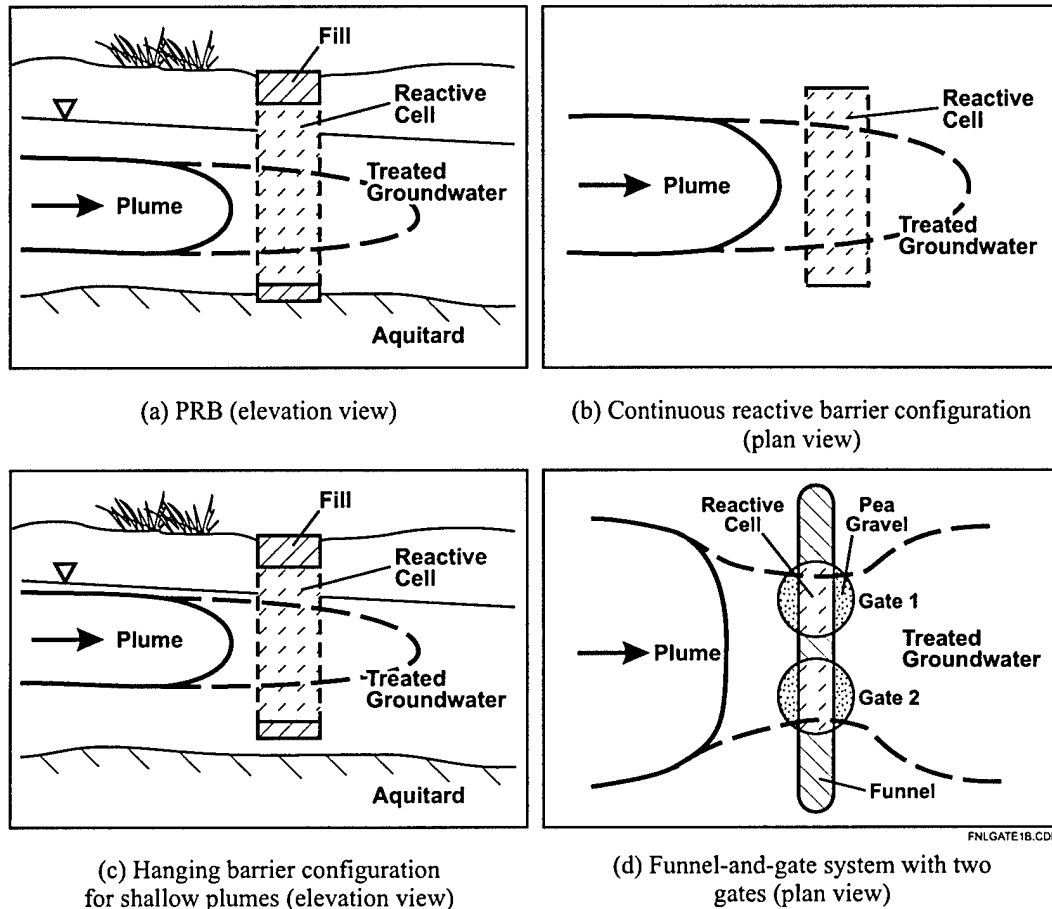 Fill
Reactive
Cell
Treated
Groundwater
Plume
Aquitard
(a) PRB (elevation view)
Reactive
Cell
Plume
Treated
Groundwater
(b) Continuous reactive barrier configuration
(plan view)
Fill
Reactive
Cell
Plume
Treated
Groundwater
Aquitard
(c) Hanging barrier configuration
for shallow plumes (elevation view)
Reactive
Cell
Pea
Gravel
Gate 1
Plume
Treated
Groundwater
Gate 2
Funnel
FNLGATE1B.CD
(d) Funnel-and-gate system with two
gates (plan view)